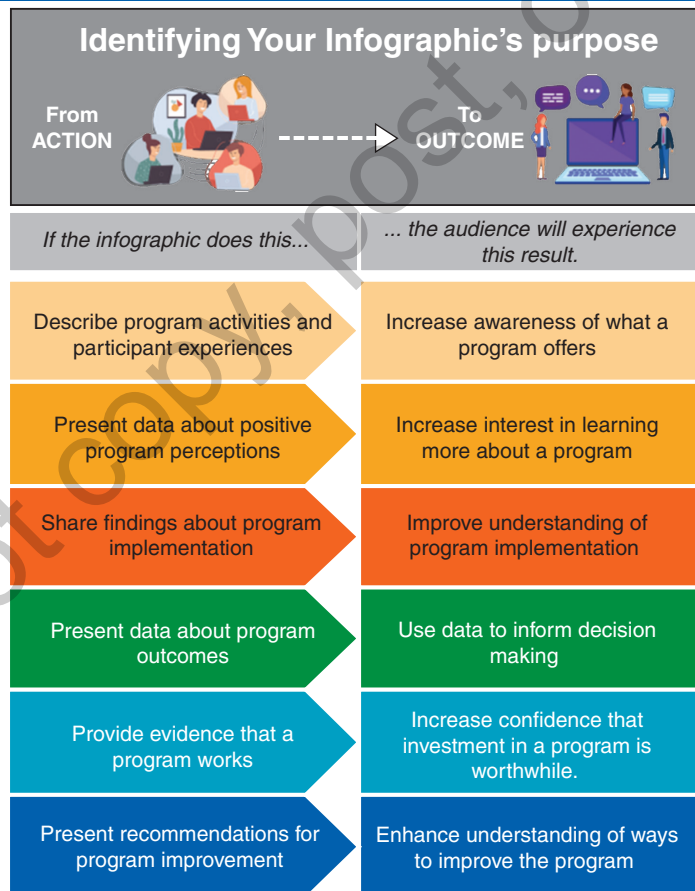 Identifying Your Infographic's purpose
From
ACTION
To
OUTCOME
If the infographic does this...
... the audience will experience
this result.
Describe program activities and
participant experiences
Increase awareness of what a
program offers
Present data about positive
program perceptions
Increase interest in learning
more about a program
Share findings about program
implementation
Improve understanding of
program implementation
Present data about program
outcomes
Use data to inform decision
making
Provide evidence that a
program works
Increase confidence that
investment in a program is
worthwhile.
Present recommendations for
program improvement
Enhance understanding of ways
to improve the program
copy, post, o